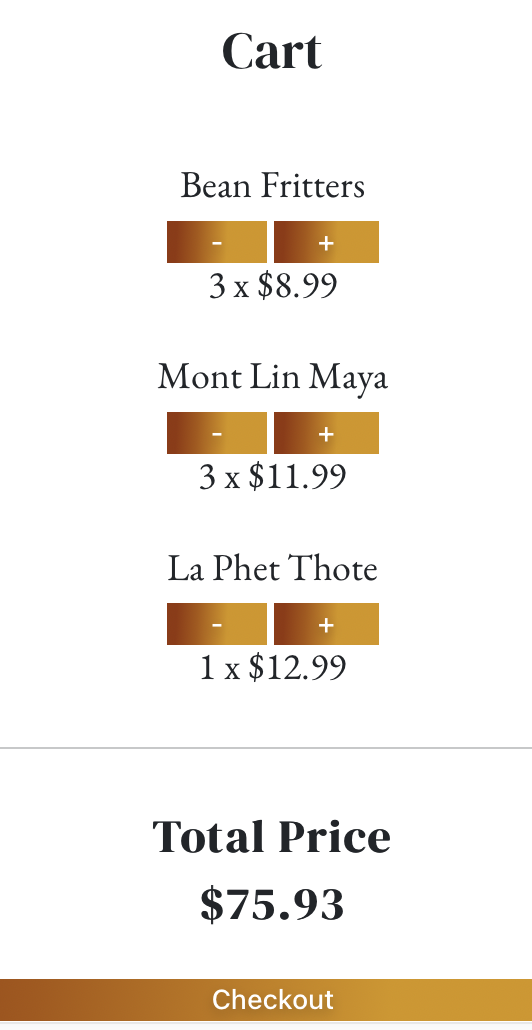 Cart
Bean Fritters
- +
3 x $8.99
Mont Lin Maya
- +
3 x $11.99
La Phet Thote
- +
1 x $12.99
Total Price
$75.93
Checkout